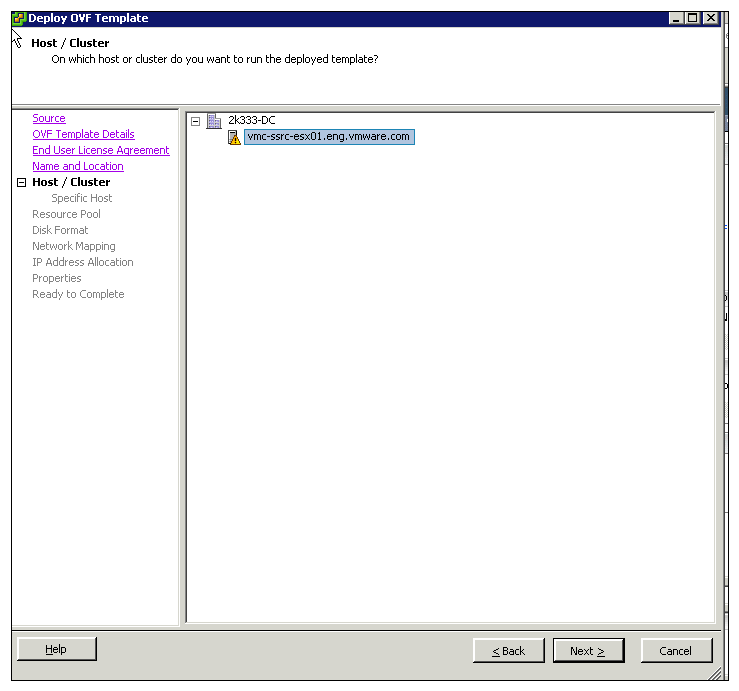 Deploy OVF Template
Host / Cluster
On which host or cluster do you want to run the deployed template?
Source
OVF Template Details
End User License Agreement
Name and Location
Host / Cluster
Specific Host
Resource Pool
Disk Format
Network Mapping
IP Address Allocation
Properties
Ready to Complete
2k333-DC
vmc-ssrc-esx01.eng.vmware.com
Help
< Back
Next >
Cancel